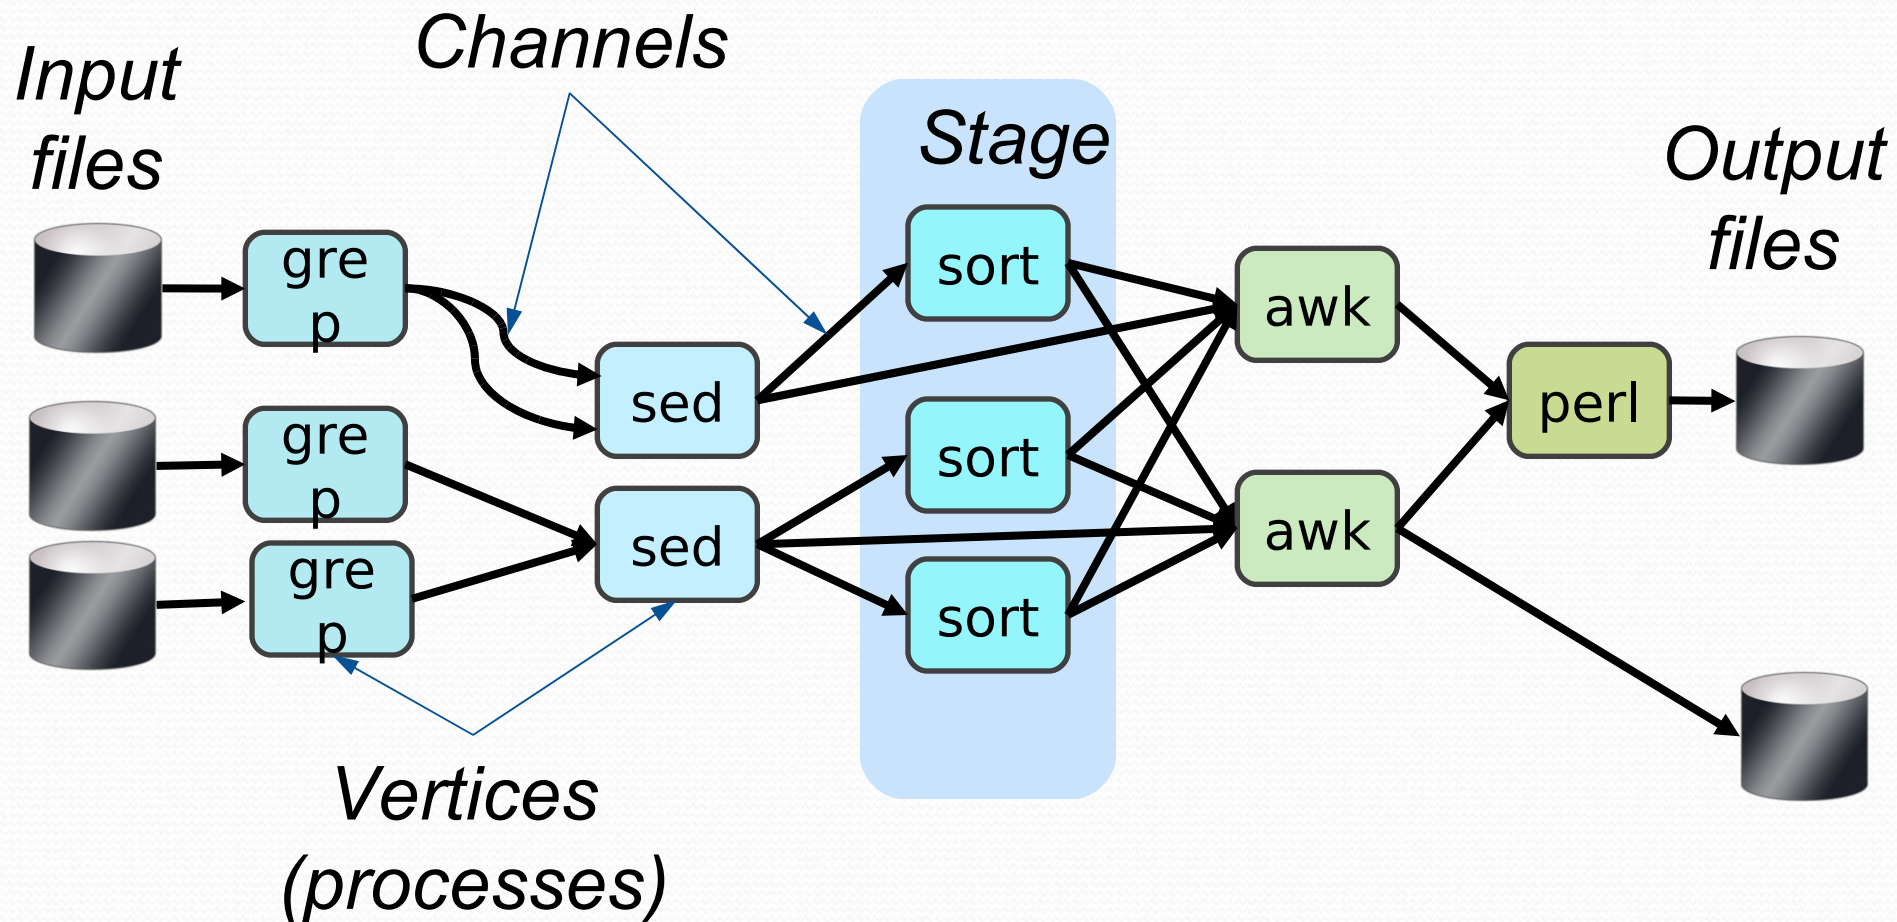 Channels
Input
files
Stage
Output
files
gre
p
gre
p
gre
p
sed
sed
sort
sort
sort
awk
awk
perl
Vertices
(processes)